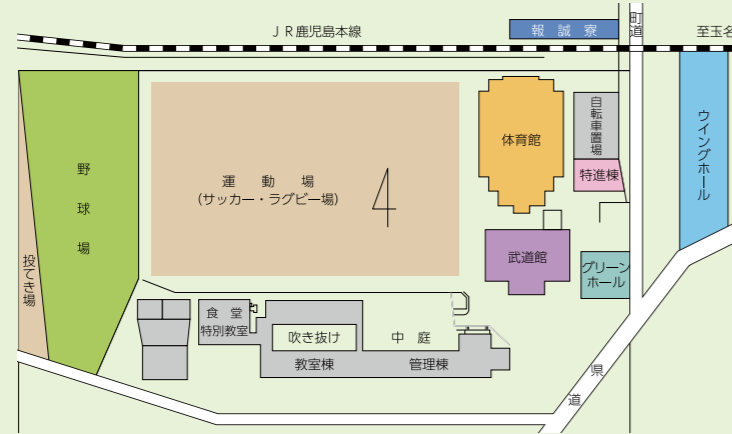 JR鹿児島本線
報誠寮
町道
至玉名
自転車置場
体育館
特進棟
ウイングホール
野球場
運動場
(サッカー・ラグビー場)
投てき場
武道館
グリーン
ホール
食堂
特別教室
吹き抜け
中庭
教室棟
管理棟
県道